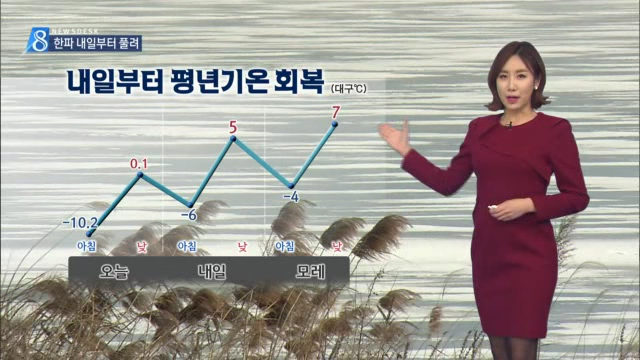 NEWSDESK
8 한파 내일부터 풀려
내일부터 평년기온 회복 (대구℃)
7
5
0.1
-4
-6
-10.2
아침 낮 아침 낮 아침 낮
오늘 내일 모레